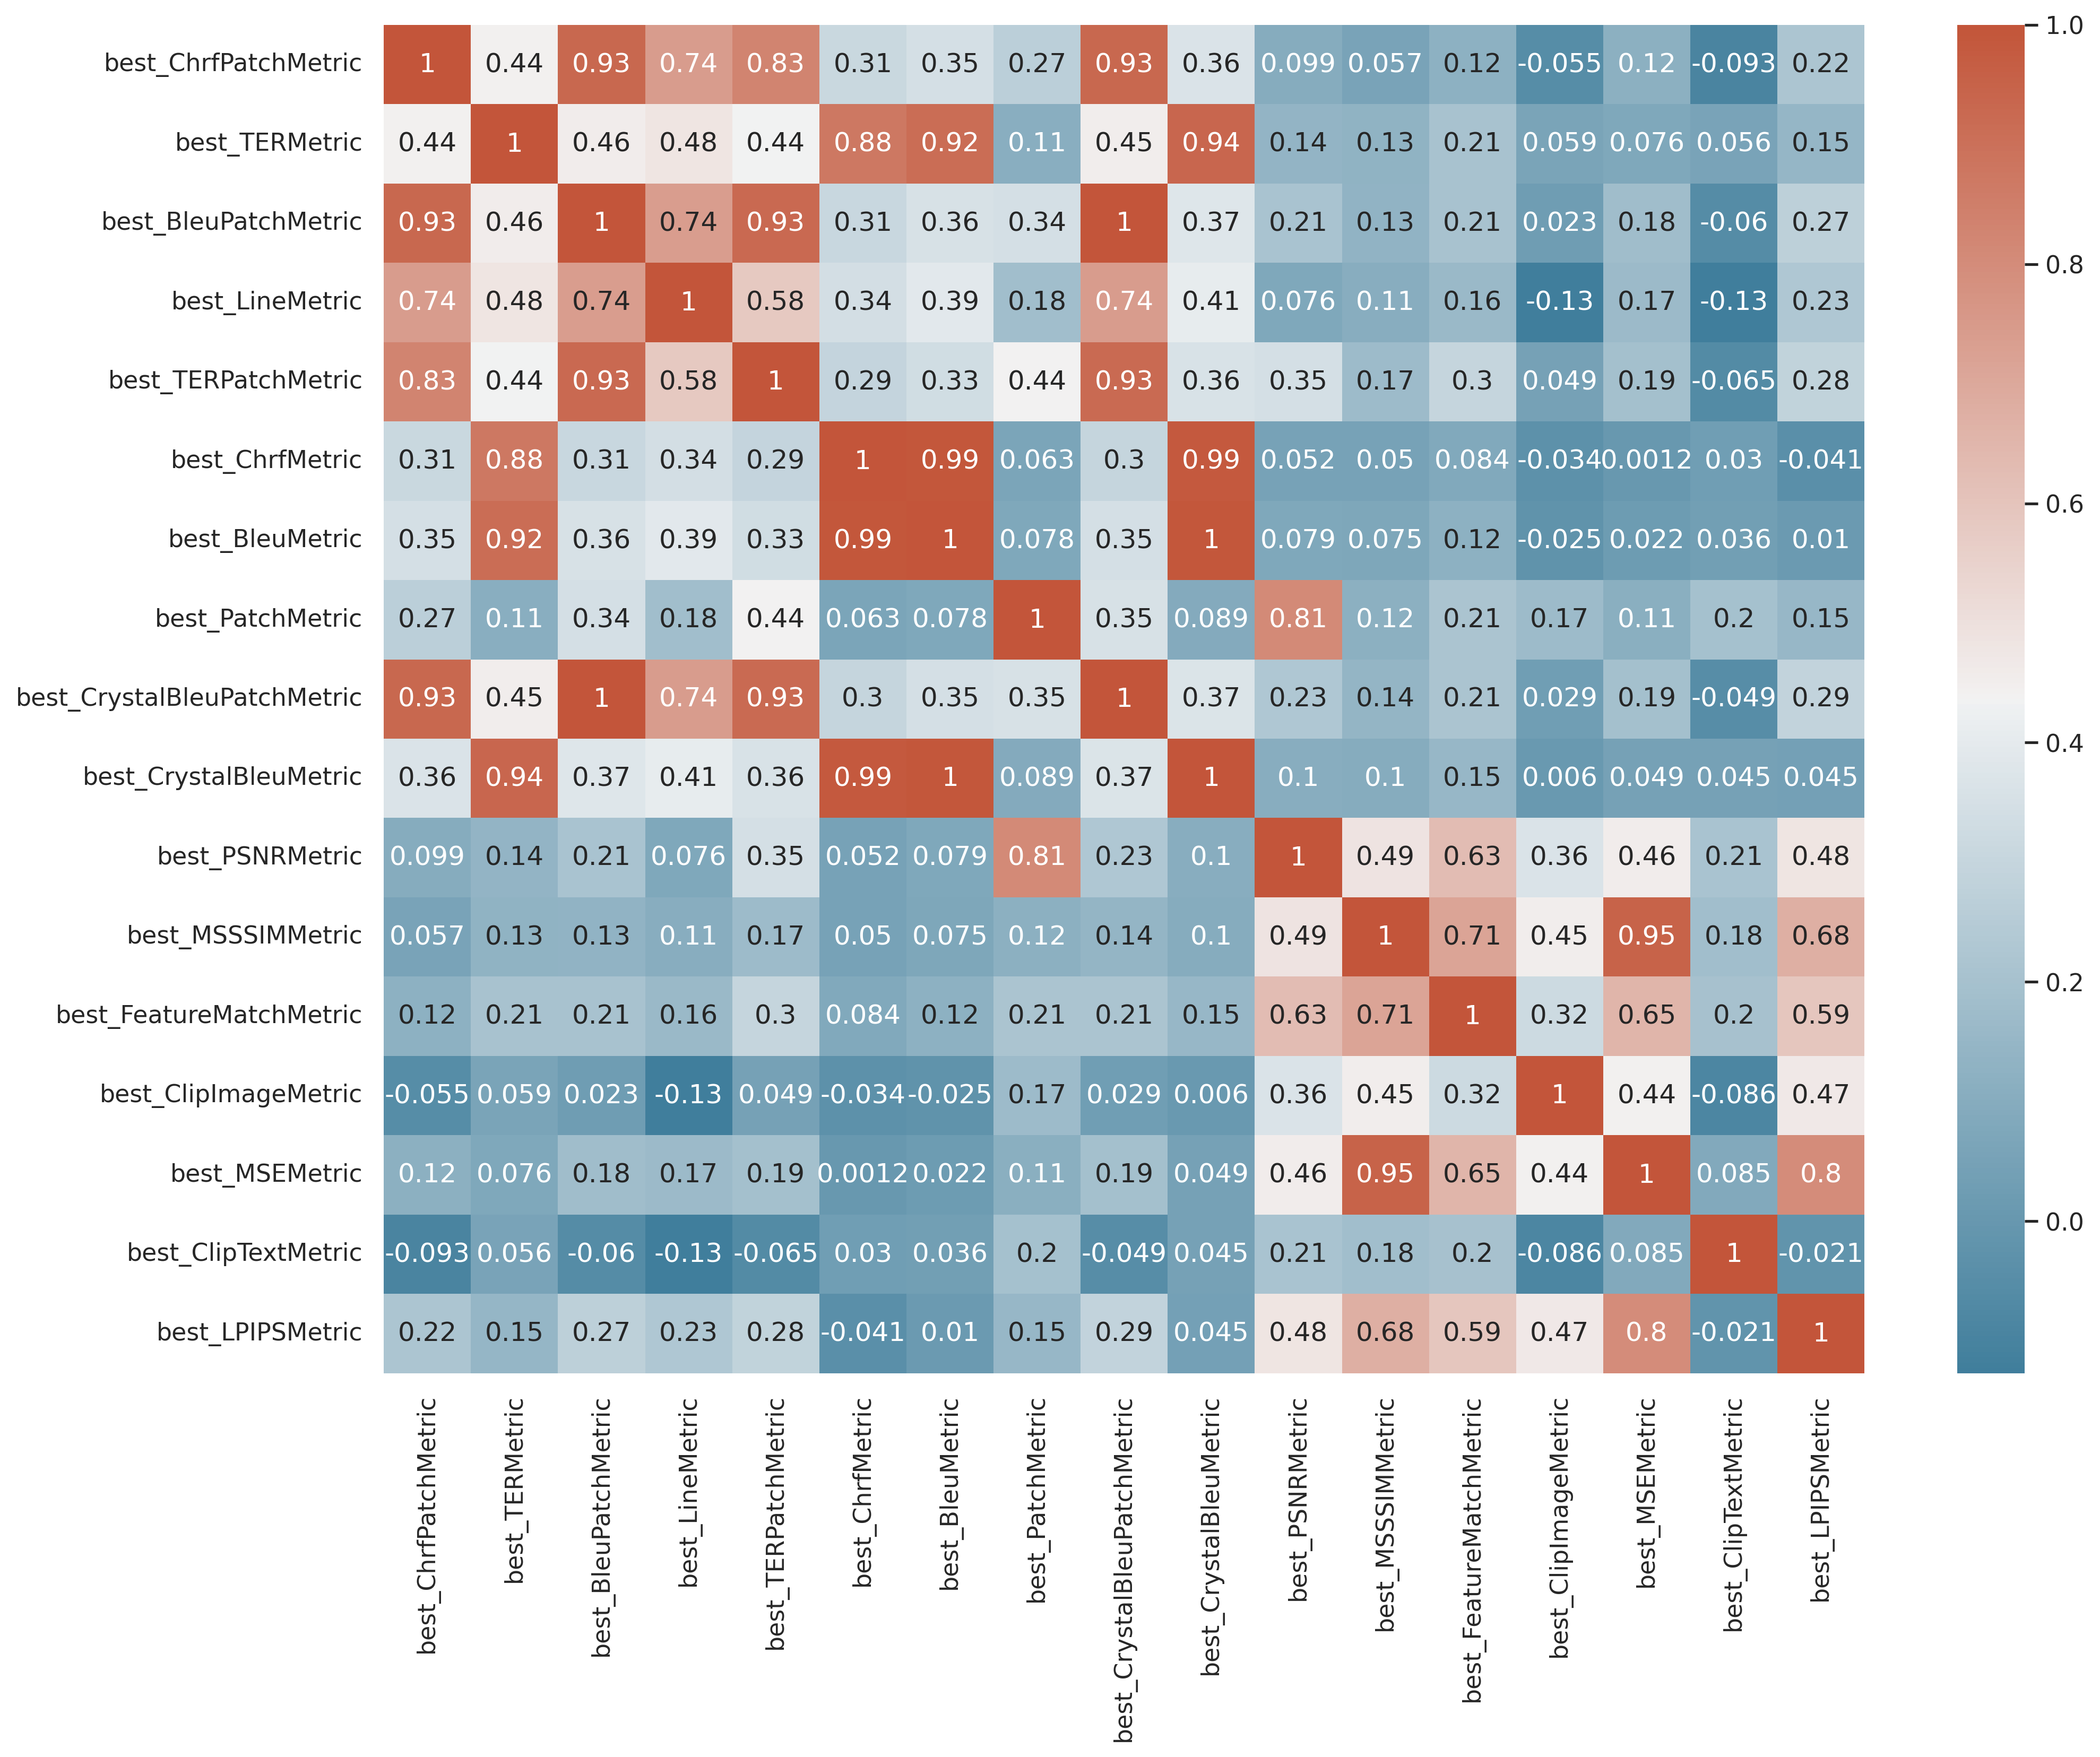 best_ChrfPatchMetric 1 0.44 0.93 0.74 0.83 0.31 0.35 0.27 0.93 0.36 0.099 0.057 0.12 -0.055 0.12 -0.093 0.22
best_TERMetric 0.44 1 0.46 0.48 0.44 0.88 0.92 0.11 0.45 0.94 0.14 0.13 0.21 0.059 0.076 0.056 0.15
best_BleuPatchMetric 0.93 0.46 1 0.74 0.93 0.31 0.36 0.34 1 0.37 0.21 0.13 0.21 0.023 0.18 -0.06 0.27
best_LineMetric 0.74 0.48 0.74 1 0.58 0.34 0.39 0.18 0.74 0.41 0.076 0.11 0.16 -0.13 0.17 -0.13 0.23
best_TERPatchMetric 0.83 0.44 0.93 0.58 1 0.29 0.33 0.44 0.93 0.36 0.35 0.17 0.3 0.049 0.19 -0.065 0.28
best_ChrfMetric 0.31 0.88 0.31 0.34 0.29 1 0.99 0.063 0.3 0.99 0.052 0.05 0.084 -0.034 0.0012 0.03 -0.041
best_BleuMetric 0.35 0.92 0.36 0.39 0.33 0.99 1 0.078 0.35 1 0.079 0.075 0.12 -0.025 0.022 0.036 0.01
best_PatchMetric 0.27 0.11 0.34 0.18 0.44 0.063 0.078 1 0.35 0.089 0.81 0.12 0.21 0.17 0.11 0.2 0.15
best_CrystalBleuPatchMetric 0.93 0.45 1 0.74 0.93 0.3 0.35 0.35 1 0.37 0.23 0.14 0.21 0.029 0.19 -0.049 0.29
best_CrystalBleuMetric 0.36 0.94 0.37 0.41 0.36 0.99 1 0.089 0.37 1 0.1 0.1 0.15 0.006 0.049 0.045 0.045
best_PSNRMetric 0.099 0.14 0.21 0.076 0.35 0.052 0.079 0.81 0.23 0.1 1 0.49 0.63 0.36 0.46 0.21 0.48
best_MSSSIMMetric 0.057 0.13 0.13 0.11 0.17 0.05 0.075 0.12 0.14 0.1 0.49 1 0.71 0.45 0.95 0.18 0.68
best_FeatureMatchMetric 0.12 0.21 0.21 0.16 0.3 0.084 0.12 0.21 0.21 0.15 0.63 0.71 1 0.32 0.65 0.2 0.59
best_ClipImageMetric -0.055 0.059 0.023 -0.13 0.049 -0.034 -0.025 0.17 0.029 0.006 0.36 0.45 0.32 1 0.44 -0.086 0.47
best_MSEMetric 0.12 0.076 0.18 0.17 0.19 0.0012 0.022 0.11 0.19 0.049 0.46 0.95 0.65 0.44 1 0.085 0.8
best_ClipTextMetric -0.093 0.056 -0.06 -0.13 -0.065 0.03 0.036 0.2 -0.049 0.045 0.21 0.18 0.2 -0.086 0.085 1 -0.021
best_LPIPSMetric 0.22 0.15 0.27 0.23 0.28 -0.041 0.01 0.15 0.29 0.045 0.48 0.68 0.59 0.47 0.8 -0.021 1
best_ChrfPatchMetric
best_TERMetric
best_BleuPatchMetric
best_LineMetric
best_TERPatchMetric
best_ChrfMetric
best_BleuMetric
best_PatchMetric
best_CrystalBleuPatchMetric
best_CrystalBleuMetric
best_PSNRMetric
best_MSSSIMMetric
best_FeatureMatchMetric
best_ClipImageMetric
best_MSEMetric
best_ClipTextMetric
best_LPIPSMetric
1.0
0.8
0.6
0.4
0.2
0.0